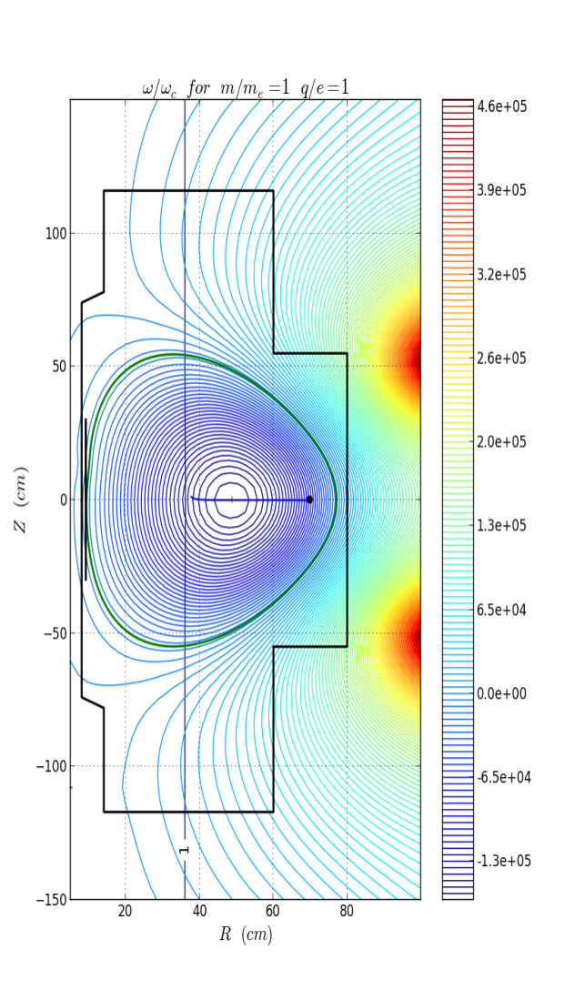 ω/ω_c for m/m_e=1 q/e=1
4.6e+05
3.9e+05
3.2e+05
2.6e+05
2.0e+05
1.3e+05
6.5e+04
0.0e+00
-6.5e+04
-1.3e+05
100
50
0
−50
−100
−150
Z (cm)
1
20 40 60 80
R (cm)